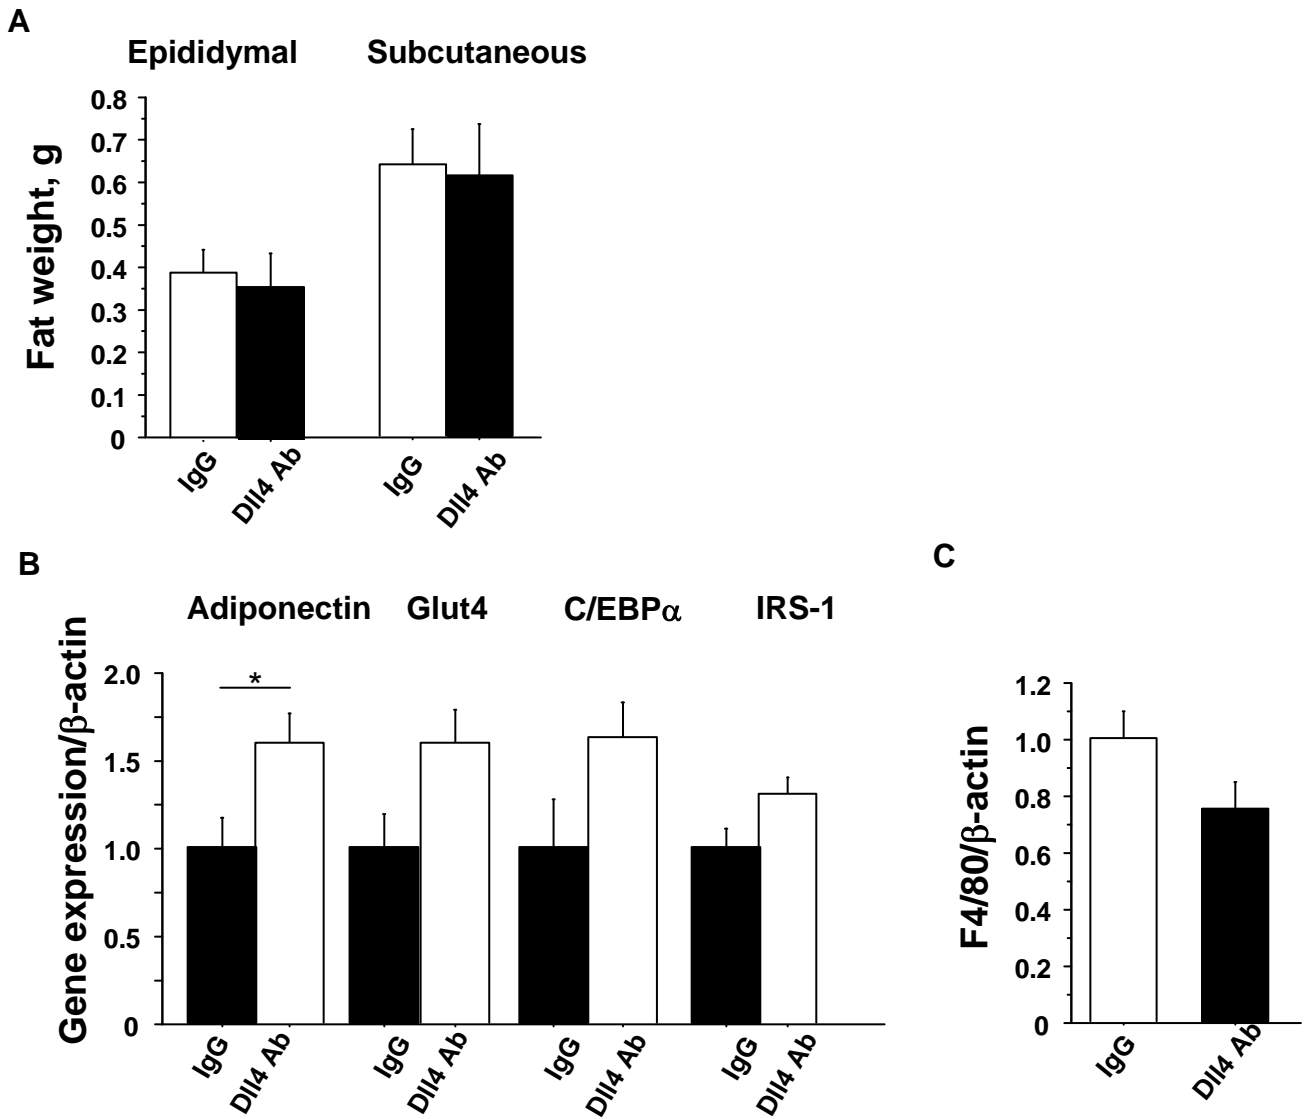 A
Epididymal Subcutaneous
Fat weight, g
0.8
0.7
0.6
0.5
0.4
0.3
0.2
0.1
0
IgG Dll4 Ab IgG Dll4 Ab
B
Adiponectin Glut4 C/EBPα IRS-1
Gene expression/β-actin
2.0
1.5
1.0
0.5
0
*
IgG Dll4 Ab IgG Dll4 Ab IgG Dll4 Ab IgG Dll4 Ab
C
F4/80/β-actin
1.2
1.0
0.8
0.6
0.4
0.2
0
IgG Dll4 Ab